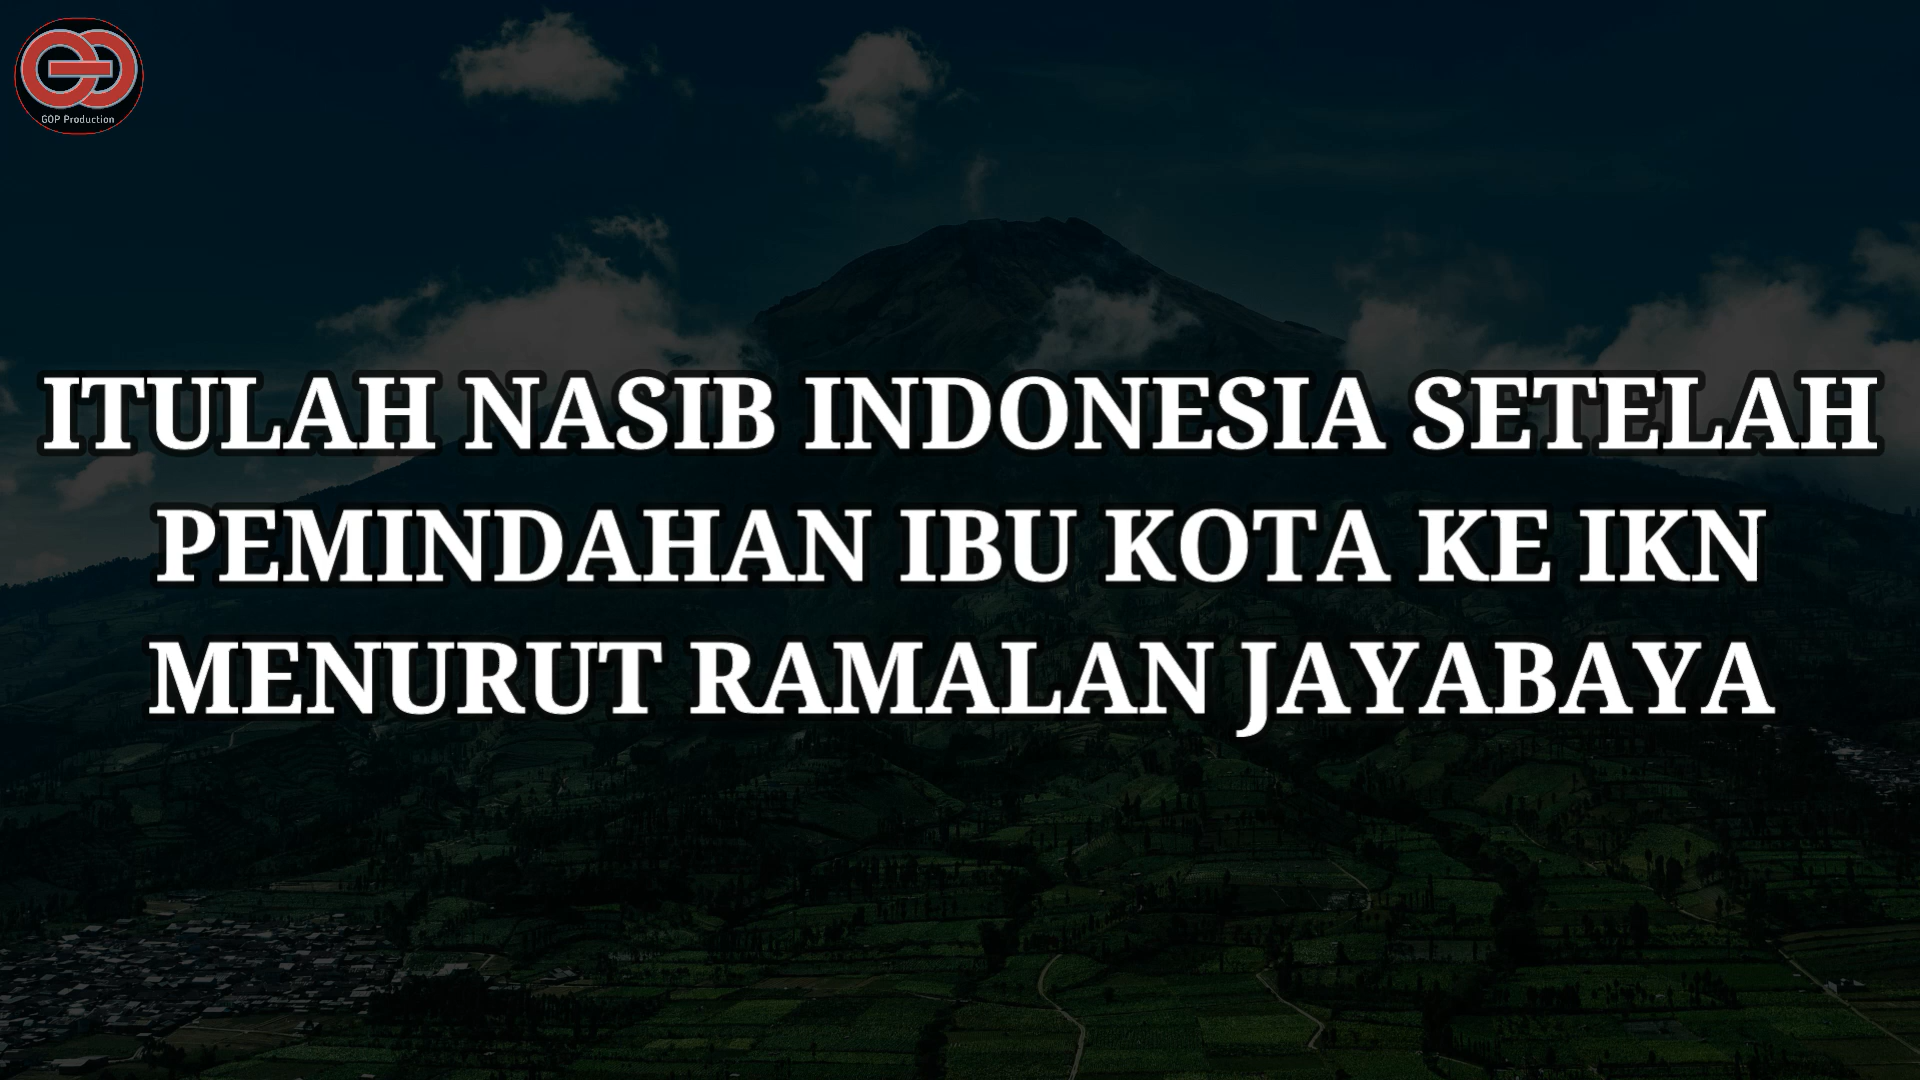 GOP Production
ITULAH NASIB INDONESIA SETELAH
PEMINDAHAN IBU KOTA KE IKN
MENURUT RAMALAN JAYABAYA